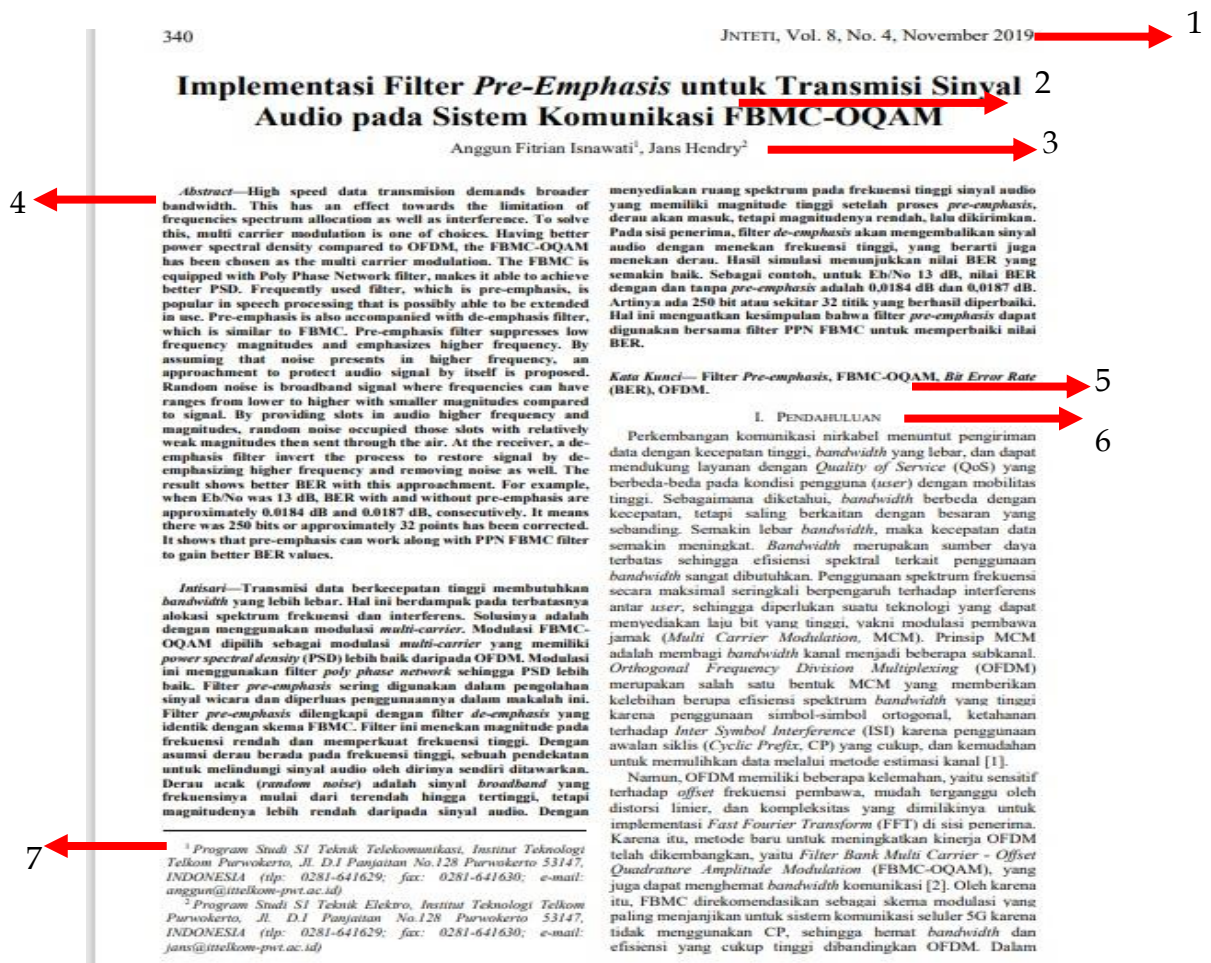 340
JNTETI, Vol. 8, No. 4, November 2019
1
Implementasi Filter Pre-Emphasis untuk Transmisi Sinyal
2
Audio pada Sistem Komunikasi FBMC-OQAM
Anggun Fitrian Isnawati¹, Jans Hendry²
3
4
Abstract—High speed data transmision demands broader
bandwidth. This has an effect towards the limitation of
frequencies spectrum allocation as well as interference. To solve
this, multi carrier modulation is one of choices. Having better
power spectral density compared to OFDM, the FBMC-OQAM
has been chosen as the multi carrier modulation. The FBMC is
equipped with Poly Phase Network filter, makes it able to achieve
better PSD. Frequently used filter, which is pre-emphasis, is
popular in speech processing that is possibly able to be extended
in use. Pre-emphasis is also accompanied with de-emphasis filter,
which is similar to FBMC. Pre-emphasis filter suppresses low
frequency magnitudes and emphasizes higher frequency. By
assuming that noise presents in higher frequency, an
approachment to protect audio signal by itself is proposed.
Random noise is broadband signal where frequencies can have
ranges from lower to higher with smaller magnitudes compared
to signal. By providing slots in audio higher frequency and
magnitudes, random noise occupied those slots with relatively
weak magnitudes then sent through the air. At the receiver, a de-
emphasis filter invert the process to restore signal by de-
emphasizing higher frequency and removing noise as well. The
result shows better BER with this approachment. For example,
when Eb/No was 13 dB, BER with and without pre-emphasis are
approximately 0.0184 dB and 0.0187 dB, consecutively. It means
there was 250 bits or approximately 32 points has been corrected.
It shows that pre-emphasis can work along with PPN FBMC filter
to gain better BER values.
Intisari—Transmisi data berkecepatan tinggi membutuhkan
bandwidth yang lebih lebar. Hal ini berdampak pada terbatasnya
alokasi spektrum frekuensi dan interferens. Solusinya adalah
dengan menggunakan modulasi multi-carrier. Modulasi FBMC-
OQAM dipilih sebagai modulasi multi-carrier yang memiliki
power spectral density (PSD) lebih baik daripada OFDM. Modulasi
ini menggunakan filter poly phase network sehingga PSD lebih
baik. Filter pre-emphasis sering digunakan dalam pengolahan
sinyal wicara dan diperluas penggunaannya dalam makalah ini.
Filter pre-emphasis dilengkapi dengan filter de-emphasis yang
identik dengan skema FBMC. Filter ini menekan magnitude pada
frekuensi rendah dan memperkuat frekuensi tinggi. Dengan
asumsi derau berada pada frekuensi tinggi, sebuah pendekatan
untuk melindungi sinyal audio oleh dirinya sendiri ditawarkan.
Derau acak (random noise) adalah sinyal broadband yang
frekuensinya mulai dari terendah hingga tertinggi, tetapi
magnitudenya lebih rendah daripada sinyal audio. Dengan
7
¹ Program Studi S1 Teknik Telekomunikasi, Institut Teknologi
Telkom Purwokerto, Jl. D.I Panjaitan No.128 Purwokerto 53147,
INDONESIA (tlp: 0281-641629; fax: 0281-641630; e-mail:
anggun@ittelkom-pwt.ac.id)
² Program Studi S1 Teknik Elektro, Institut Teknologi Telkom
Purwokerto, Jl. D.I Panjaitan No.128 Purwokerto 53147,
INDONESIA (tlp: 0281-641629; fax: 0281-641630; e-mail:
jans@ittelkom-pwt.ac.id)
menyediakan ruang spektrum pada frekuensi tinggi sinyal audio
yang memiliki magnitude tinggi setelah proses pre-emphasis,
derau akan masuk, tetapi magnitudenya rendah, lalu dikirimkan.
Pada sisi penerima, filter de-emphasis akan mengembalikan sinyal
audio dengan menekan frekuensi tinggi, yang berarti juga
menekan derau. Hasil simulasi menunjukkan nilai BER yang
semakin baik. Sebagai contoh, untuk Eb/No 13 dB, nilai BER
dengan dan tanpa pre-emphasis adalah 0,0184 dB dan 0,0187 dB.
Artinya ada 250 bit atau sekitar 32 titik yang berhasil diperbaiki.
Hal ini menguatkan kesimpulan bahwa filter pre-emphasis dapat
digunakan bersama filter PPN FBMC untuk memperbaiki nilai
BER.
Kata Kunci— Filter Pre-emphasis, FBMC-OQAM, Bit Error Rate
(BER), OFDM.
5
I. PENDAHULUAN
6
Perkembangan komunikasi nirkabel menuntut pengiriman
data dengan kecepatan tinggi, bandwidth yang lebar, dan dapat
mendukung layanan dengan Quality of Service (QoS) yang
berbeda-beda pada kondisi pengguna (user) dengan mobilitas
tinggi. Sebagaimana diketahui, bandwidth berbeda dengan
kecepatan, tetapi saling berkaitan dengan besaran yang
sebanding. Semakin lebar bandwidth, maka kecepatan data
semakin meningkat. Bandwidth merupakan sumber daya
terbatas sehingga efisiensi spektral terkait penggunaan
bandwidth sangat dibutuhkan. Penggunaan spektrum frekuensi
secara maksimal seringkali berpengaruh terhadap interferens
antar user, sehingga diperlukan suatu teknologi yang dapat
menyediakan laju bit yang tinggi, yakni modulasi pembawa
jamak (Multi Carrier Modulation, MCM). Prinsip MCM
adalah membagi bandwidth kanal menjadi beberapa subkanal.
Orthogonal Frequency Division Multiplexing (OFDM)
merupakan salah satu bentuk MCM yang memberikan
kelebihan berupa efisiensi spektrum bandwidth yang tinggi
karena penggunaan simbol-simbol ortogonal, ketahanan
terhadap Inter Symbol Interference (ISI) karena penggunaan
awalan siklis (Cyclic Prefix, CP) yang cukup, dan kemudahan
untuk memulihkan data melalui metode estimasi kanal [1].
Namun, OFDM memiliki beberapa kelemahan, yaitu sensitif
terhadap offset frekuensi pembawa, mudah terganggu oleh
distorsi linier, dan kompleksitas yang dimilikinya untuk
implementasi Fast Fourier Transform (FFT) di sisi penerima.
Karena itu, metode baru untuk meningkatkan kinerja OFDM
telah dikembangkan, yaitu Filter Bank Multi Carrier - Offset
Quadrature Amplitude Modulation (FBMC-OQAM), yang
juga dapat menghemat bandwidth komunikasi [2]. Oleh karena
itu, FBMC direkomendasikan sebagai skema modulasi yang
paling menjanjikan untuk sistem komunikasi seluler 5G karena
tidak menggunakan CP, sehingga hemat bandwidth dan
efisiensi yang cukup tinggi dibandingkan OFDM. Dalam